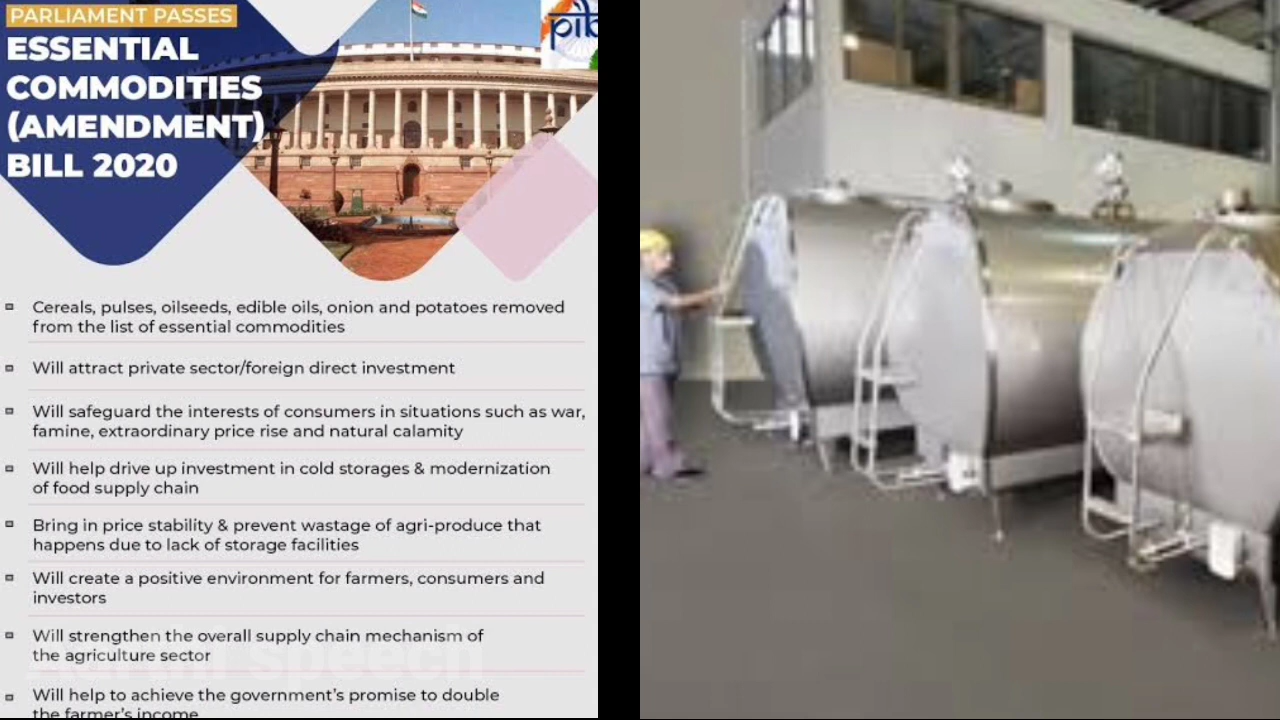 PARLIAMENT PASSES
ESSENTIAL
COMMODITIES
(AMENDMENT)
BILL 2020
pib
Cereals, pulses, oilseeds, edible oils, onion and potatoes removed
from the list of essential commodities
Will attract private sector/foreign direct investment
Will safeguard the interests of consumers in situations such as war,
famine, extraordinary price rise and natural calamity
Will help drive up investment in cold storages & modernization
of food supply chain
Bring in price stability & prevent wastage of agri-produce that
happens due to lack of storage facilities
Will create a positive environment for farmers, consumers and
investors
Will strengthen the overall supply chain mechanism of
the agriculture sector
speech
Will help to achieve the government's promise to double
the farmer's income